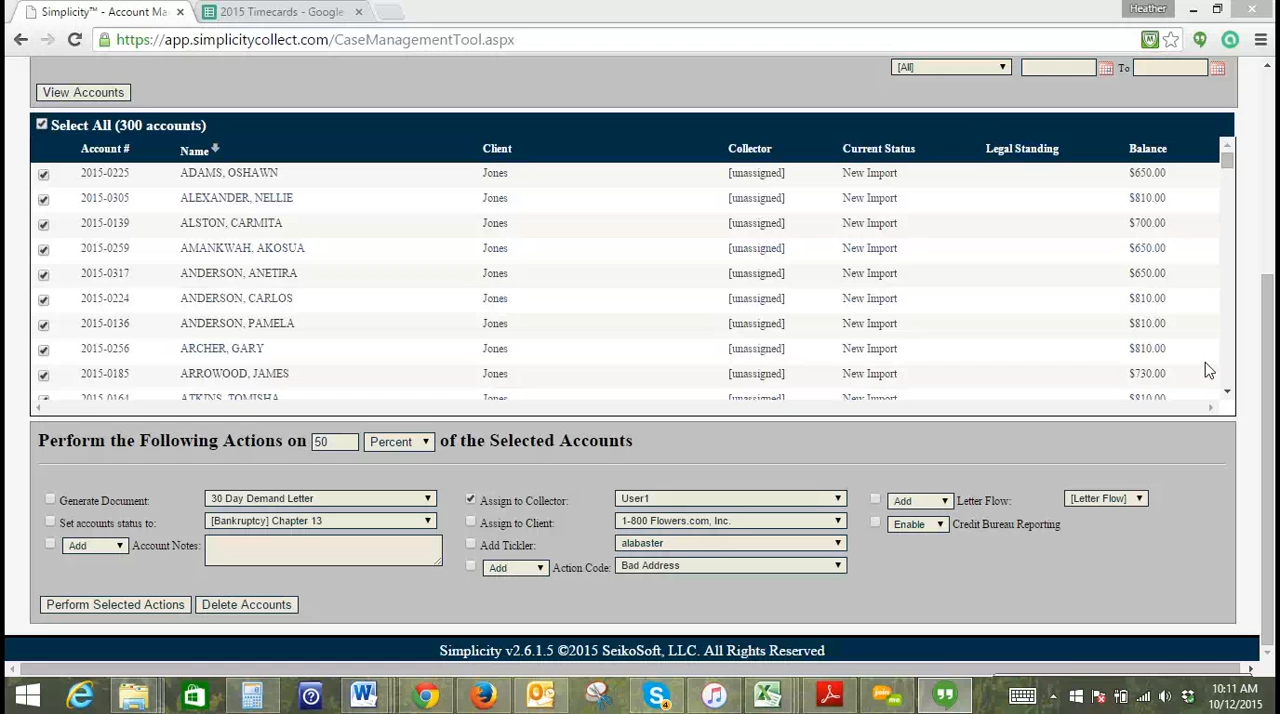 Simplicity™ - Account Ma
2015 Timecards - Google
Heather
https://app.simplicitycollect.com/CaseManagementTool.aspx
[All] To
View Accounts
Select All (300 accounts)
Account # Name Client Collector Current Status Legal Standing Balance
2015-0225 ADAMS, OSHAWN Jones [unassigned] New Import $650.00
2015-0305 ALEXANDER, NELLIE Jones [unassigned] New Import $810.00
2015-0139 ALSTON, CARMITA Jones [unassigned] New Import $700.00
2015-0259 AMANKWAH, AKOSUA Jones [unassigned] New Import $650.00
2015-0317 ANDERSON, ANETIRA Jones [unassigned] New Import $650.00
2015-0224 ANDERSON, CARLOS Jones [unassigned] New Import $810.00
2015-0136 ANDERSON, PAMELA Jones [unassigned] New Import $810.00
2015-0256 ARCHER, GARY Jones [unassigned] New Import $810.00
2015-0185 ARROWOOD, JAMES Jones [unassigned] New Import $730.00
2015-0164 ATKINS, TOMISHA Jones [unassigned] New Import $810.00
Perform the Following Actions on 50 Percent of the Selected Accounts
Generate Document: 30 Day Demand Letter Assign to Collector: User1 Add Letter Flow: [Letter Flow]
Set accounts status to: [Bankruptcy] Chapter 13 Assign to Client: 1-800 Flowers.com, Inc. Enable Credit Bureau Reporting
Add Account Notes: Add Tickler: alabaster
Add Action Code: Bad Address
Perform Selected Actions Delete Accounts
Simplicity v2.6.1.5 ©2015 SeikoSoft, LLC. All Rights Reserved
10:11 AM
10/12/2015